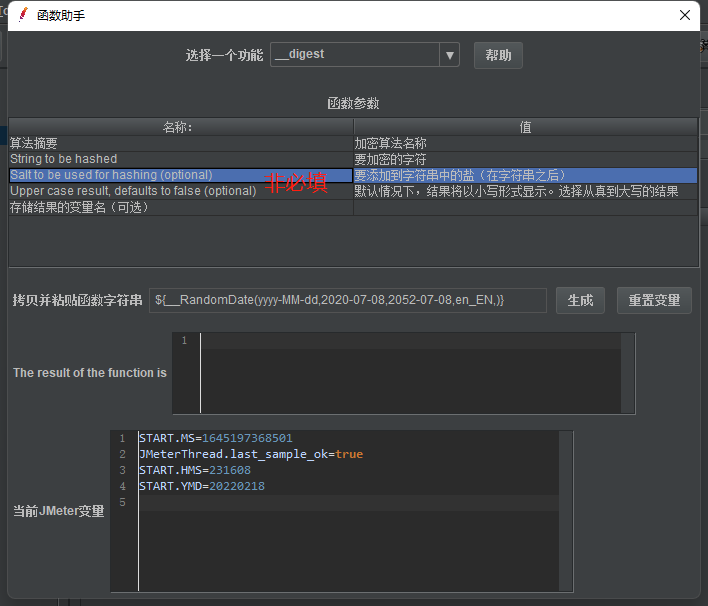 函数助手
选择一个功能 __digest 帮助
函数参数
名称: 值
算法摘要 加密算法名称
String to be hashed 要加密的字符
Salt to be used for hashing (optional) 要添加到字符串中的盐（在字符串之后）
非必填
Upper case result, defaults to false (optional) 默认情况下，结果将以小写形式显示。选择从真到大写的结果
存储结果的变量名（可选）
拷贝并粘贴函数字符串 ${__RandomDate(yyyy-MM-dd,2020-07-08,2052-07-08,en_EN,)} 生成 重置变量
1
The result of the function is
1 START.MS=1645197368501
2 JMeterThread.last_sample_ok=true
3 START.HMS=231608
4 START.YMD=20220218
5
当前JMeter变量